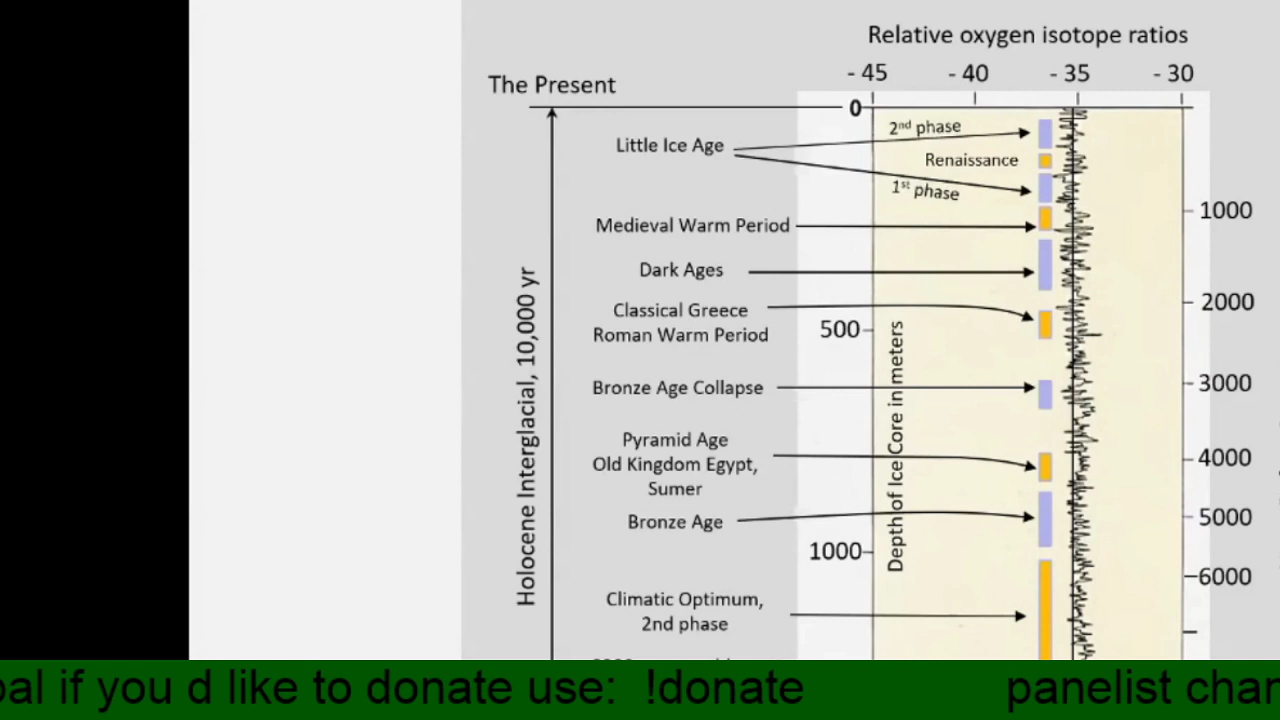 Relative oxygen isotope ratios
- 45 - 40 - 35 - 30
The Present
0
2nd phase
Little Ice Age
Renaissance
1st phase
1000
Medieval Warm Period
Dark Ages
2000
Classical Greece
Roman Warm Period
500
3000
Bronze Age Collapse
Pyramid Age
Old Kingdom Egypt,
Sumer
4000
Bronze Age
5000
1000
6000
Climatic Optimum,
2nd phase
Holocene Interglacial, 10,000 yr
Depth of Ice Core in meters
oal if you d like to donate use: !donate panelist char